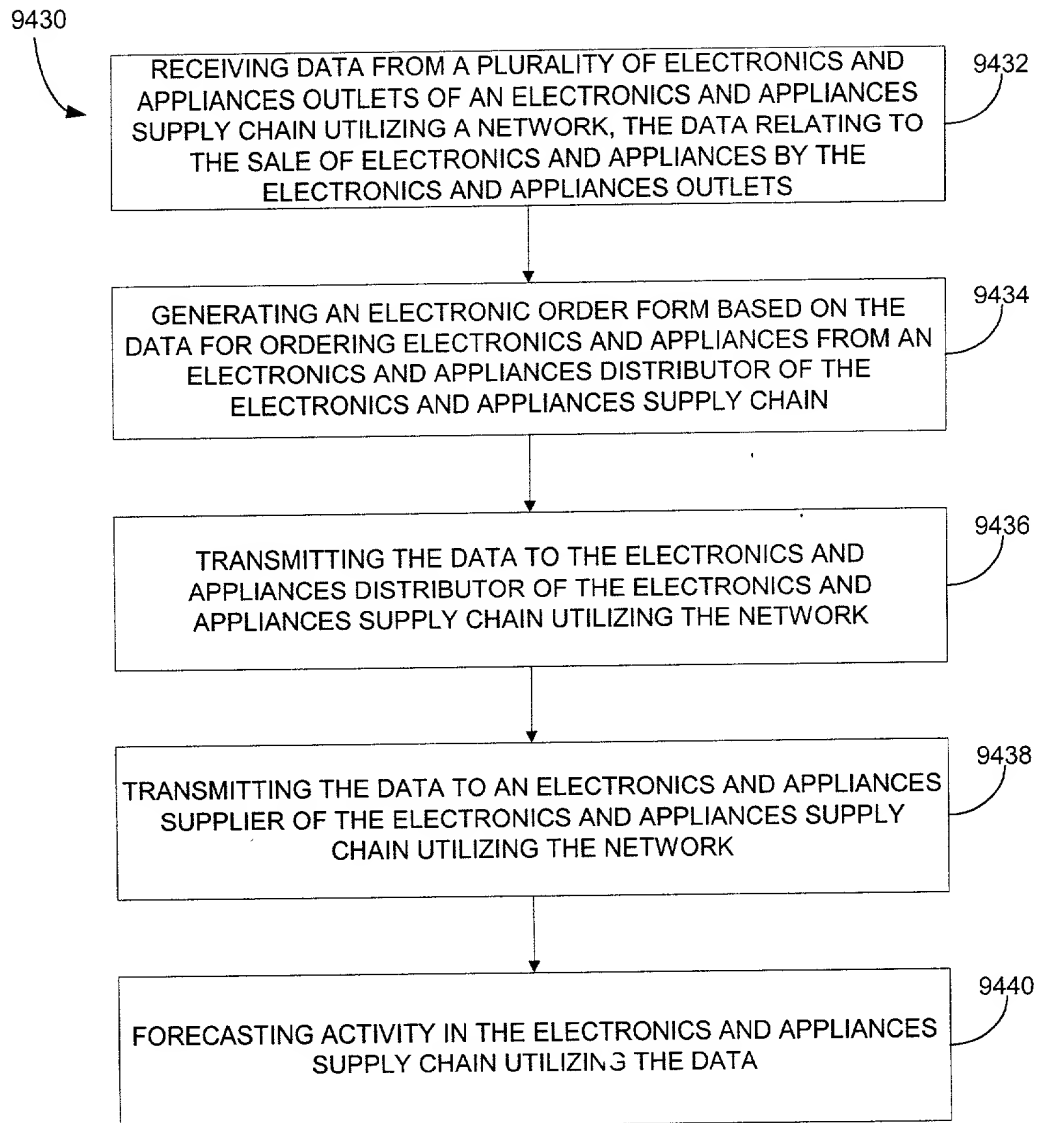 9430
RECEIVING DATA FROM A PLURALITY OF ELECTRONICS AND
APPLIANCES OUTLETS OF AN ELECTRONICS AND APPLIANCES
SUPPLY CHAIN UTILIZING A NETWORK, THE DATA RELATING TO
THE SALE OF ELECTRONICS AND APPLIANCES BY THE
ELECTRONICS AND APPLIANCES OUTLETS
9432
GENERATING AN ELECTRONIC ORDER FORM BASED ON THE
DATA FOR ORDERING ELECTRONICS AND APPLIANCES FROM AN
ELECTRONICS AND APPLIANCES DISTRIBUTOR OF THE
ELECTRONICS AND APPLIANCES SUPPLY CHAIN
9434
TRANSMITTING THE DATA TO THE ELECTRONICS AND
APPLIANCES DISTRIBUTOR OF THE ELECTRONICS AND
APPLIANCES SUPPLY CHAIN UTILIZING THE NETWORK
9436
TRANSMITTING THE DATA TO AN ELECTRONICS AND APPLIANCES
SUPPLIER OF THE ELECTRONICS AND APPLIANCES SUPPLY
CHAIN UTILIZING THE NETWORK
9438
FORECASTING ACTIVITY IN THE ELECTRONICS AND APPLIANCES
SUPPLY CHAIN UTILIZING THE DATA
9440